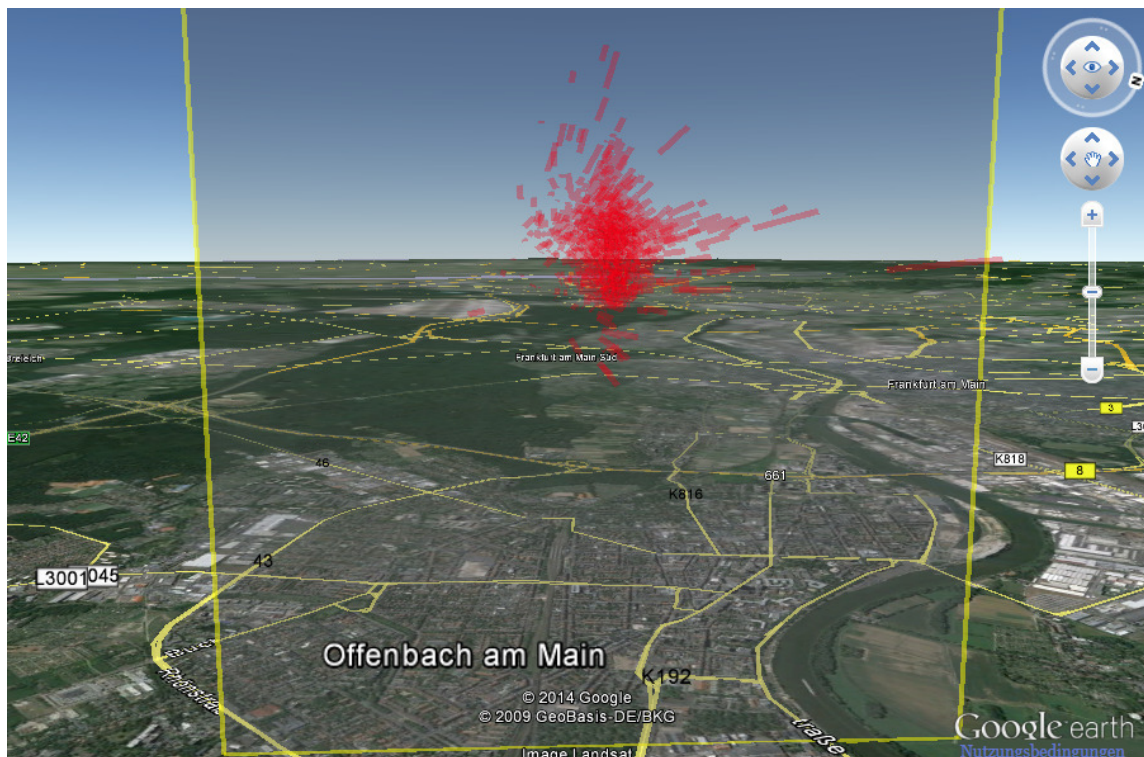 N
Frankfurt am Main Süd
Frankfurt am Main
3
E42
K818
8
46
661
K816
43
L3001
045
Offenbach am Main
K192
© 2014 Google
© 2009 GeoBasis-DE/BKG
traße
Image Landsat
Google earth
Nutzungsbedingungen